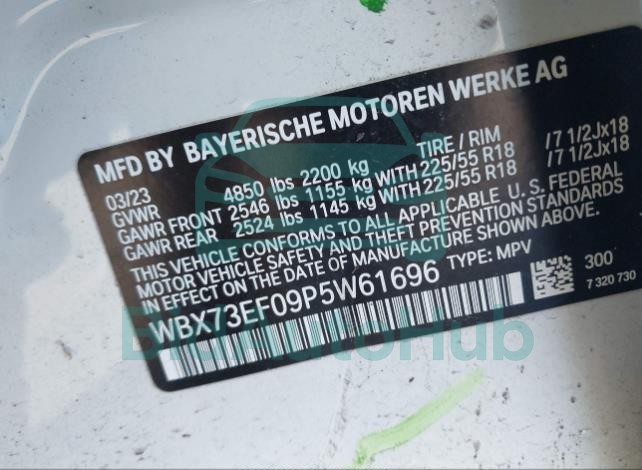 MFD BY BAYERISCHE MOTOREN WERKE AG
03/23 TIRE / RIM
GVWR 4850 lbs 2200 kg
GAWR FRONT 2546 lbs 1155 kg WITH 225/55 R18 /7 1/2Jx18
GAWR REAR 2524 lbs 1145 kg WITH 225/55 R18 /7 1/2Jx18
THIS VEHICLE CONFORMS TO ALL APPLICABLE U. S. FEDERAL
MOTOR VEHICLE SAFETY AND THEFT PREVENTION STANDARDS
IN EFFECT ON THE DATE OF MANUFACTURE SHOWN ABOVE.
WBX73EF09P5W61696 TYPE: MPV
300
7 320 730
BidAutoHub